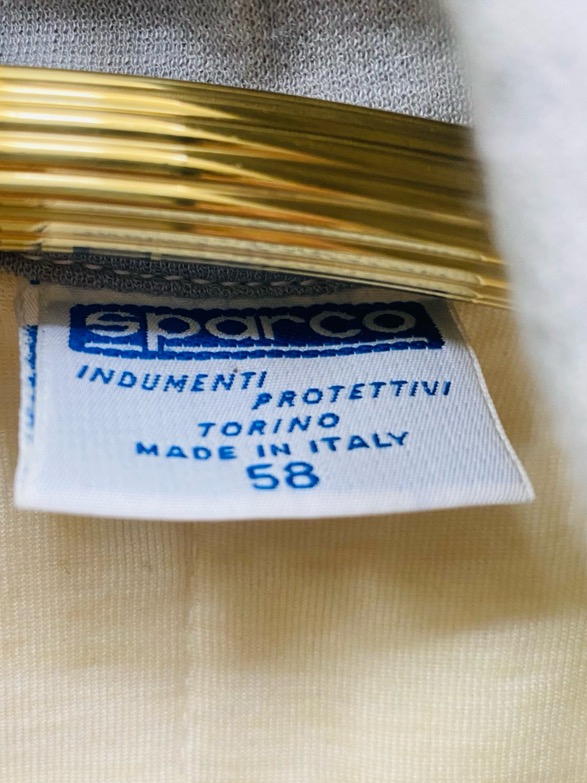 sparco
INDUMENTI
PROTETTIVI
TORINO
MADE IN ITALY
58